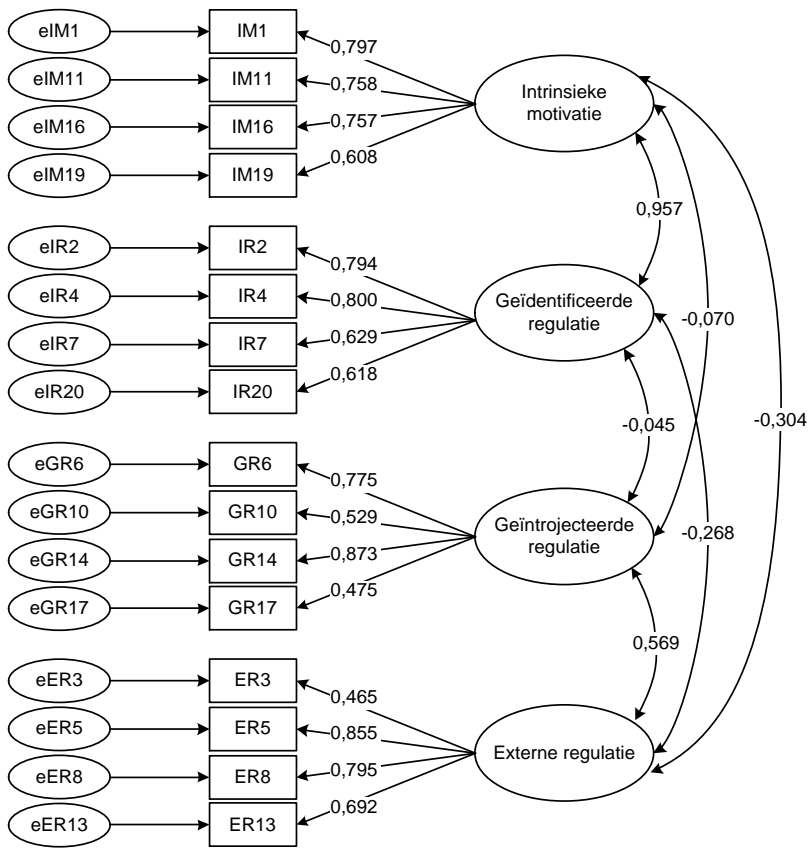 eIM1 IM1 0,797
eIM11 IM11 0,758
eIM16 IM16 0,757
eIM19 IM19 0,608
Intrinsieke
motivatie
0,957
eIR2 IR2 0,794
eIR4 IR4 0,800
eIR7 IR7 0,629
eIR20 IR20 0,618
Geïdentificeerde
regulatie
-0,070
-0,045
-0,304
eGR6 GR6 0,775
eGR10 GR10 0,529
eGR14 GR14 0,873
eGR17 GR17 0,475
Geïntrojecteerde
regulatie
-0,268
0,569
eER3 ER3 0,465
eER5 ER5 0,855
eER8 ER8 0,795
eER13 ER13 0,692
Externe regulatie